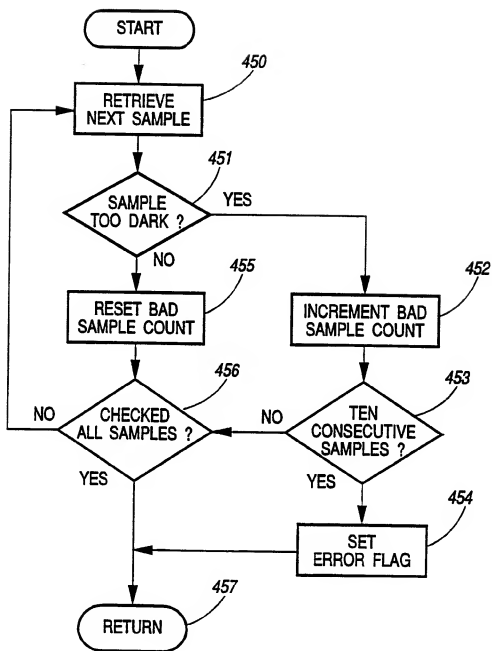 START
450
RETRIEVE
NEXT SAMPLE
451
SAMPLE
TOO DARK ?
YES
NO
455
RESET BAD
SAMPLE COUNT
452
INCREMENT BAD
SAMPLE COUNT
456
CHECKED
ALL SAMPLES ?
NO
YES
453
TEN
CONSECUTIVE
SAMPLES ?
NO
YES
454
SET
ERROR FLAG
457
RETURN